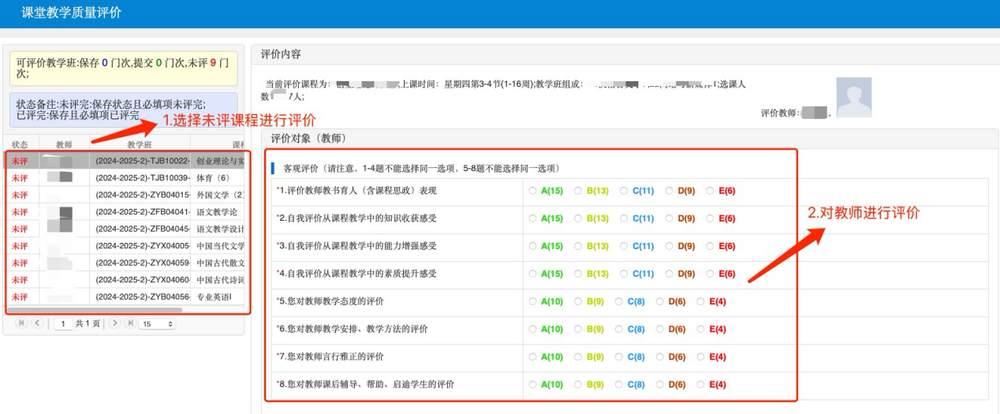 课堂教学质量评价
可评价教学班:保存 0 门次,提交 0 门次,未评 9 门
次;
状态备注:未评完:保存状态且必填项未评完;
已评完:保存且必填项已评完
1.选择未评课程进行评价
状态 教师 教学班 课程
未评 (2024-2025-2)-TJB10022- 创业理论与实
未评 (2024-2025-2)-TJB10039- 体育（6）
未评 (2024-2025-2)-ZYB04015- 外国文学（2）
未评 (2024-2025-2)-ZFB04041- 语文教学论
未评 (2024-2025-2)-ZFB04045- 语文教学设计
未评 (2024-2025-2)-ZYX04005- 中国当代文学
未评 (2024-2025-2)-ZYX04059- 中国古代散文
未评 (2024-2025-2)-ZYX04060- 中国古代诗词
未评 (2024-2025-2)-ZYB04056- 专业英语I
1 共 1 页 15
评价内容
当前评价课程为: ;上课时间：星期四第3-4节{1-16周};教学班组成: ;选课人
数 7人;
评价教师:
评价对象（教师）
客观评价（请注意，1-4题不能选择同一选项，5-8题不能选择同一选项）
*1.评价教师教书育人（含课程思政）表现 A(15) B(13) C(11) D(9) E(6)
*2.自我评价从课程教学中的知识收获感受 A(15) B(13) C(11) D(9) E(6)
*3.自我评价从课程教学中的能力增强感受 A(15) B(13) C(11) D(9) E(6)
*4.自我评价从课程教学中的素质提升感受 A(15) B(13) C(11) D(9) E(6)
*5.您对教师教学态度的评价 A(10) B(9) C(8) D(6) E(4)
*6.您对教师教学安排、教学方法的评价 A(10) B(9) C(8) D(6) E(4)
*7.您对教师言行雅正的评价 A(10) B(9) C(8) D(6) E(4)
*8.您对教师课后辅导、帮助、启迪学生的评价 A(10) B(9) C(8) D(6) E(4)
2.对教师进行评价